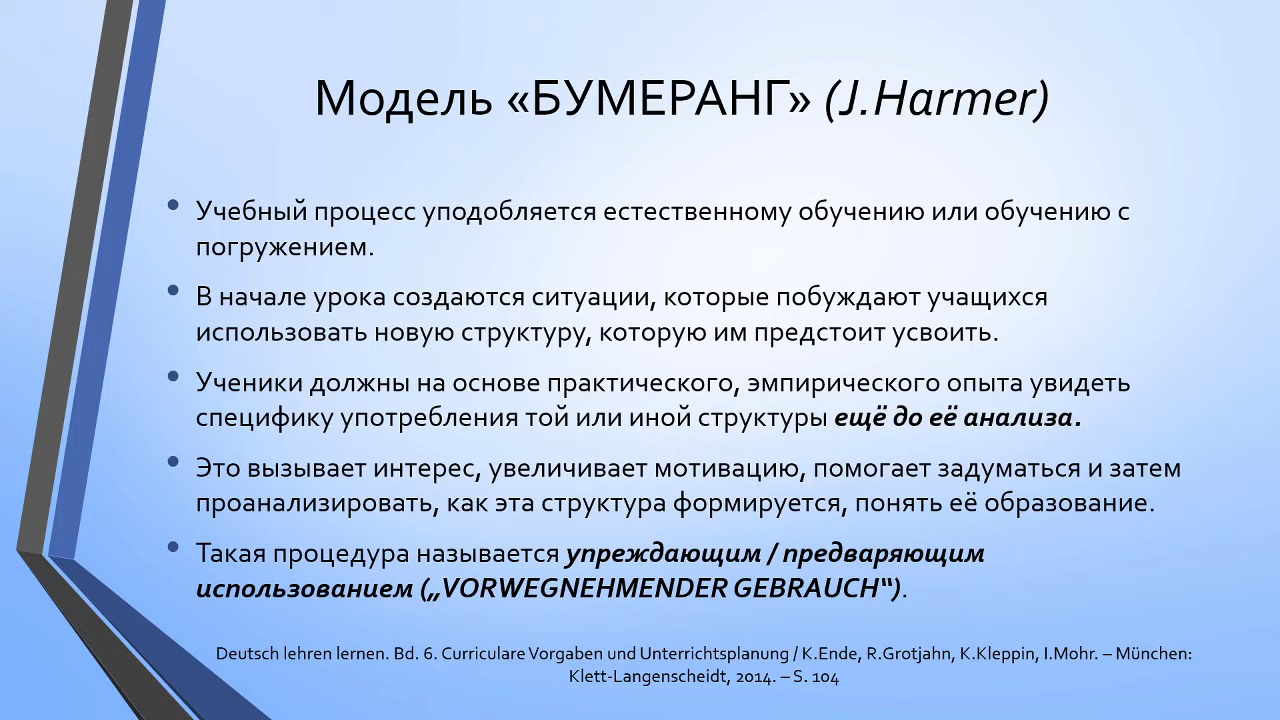 Модель «БУМЕРАНГ» (J.Harmer)
• Учебный процесс уподобляется естественному обучению или обучению с
погружением.
• В начале урока создаются ситуации, которые побуждают учащихся
использовать новую структуру, которую им предстоит усвоить.
• Ученики должны на основе практического, эмпирического опыта увидеть
специфику употребления той или иной структуры ещё до её анализа.
• Это вызывает интерес, увеличивает мотивацию, помогает задуматься и затем
проанализировать, как эта структура формируется, понять её образование.
• Такая процедура называется упреждающим / предваряющим
использованием („VORWEGNEHMENDER GEBRAUCH“).
Deutsch lehren lernen. Bd. 6. Curriculare Vorgaben und Unterrichtsplanung / K.Ende, R.Grotjahn, K.Kleppin, I.Mohr. – München:
Klett-Langenscheidt, 2014. – S. 104